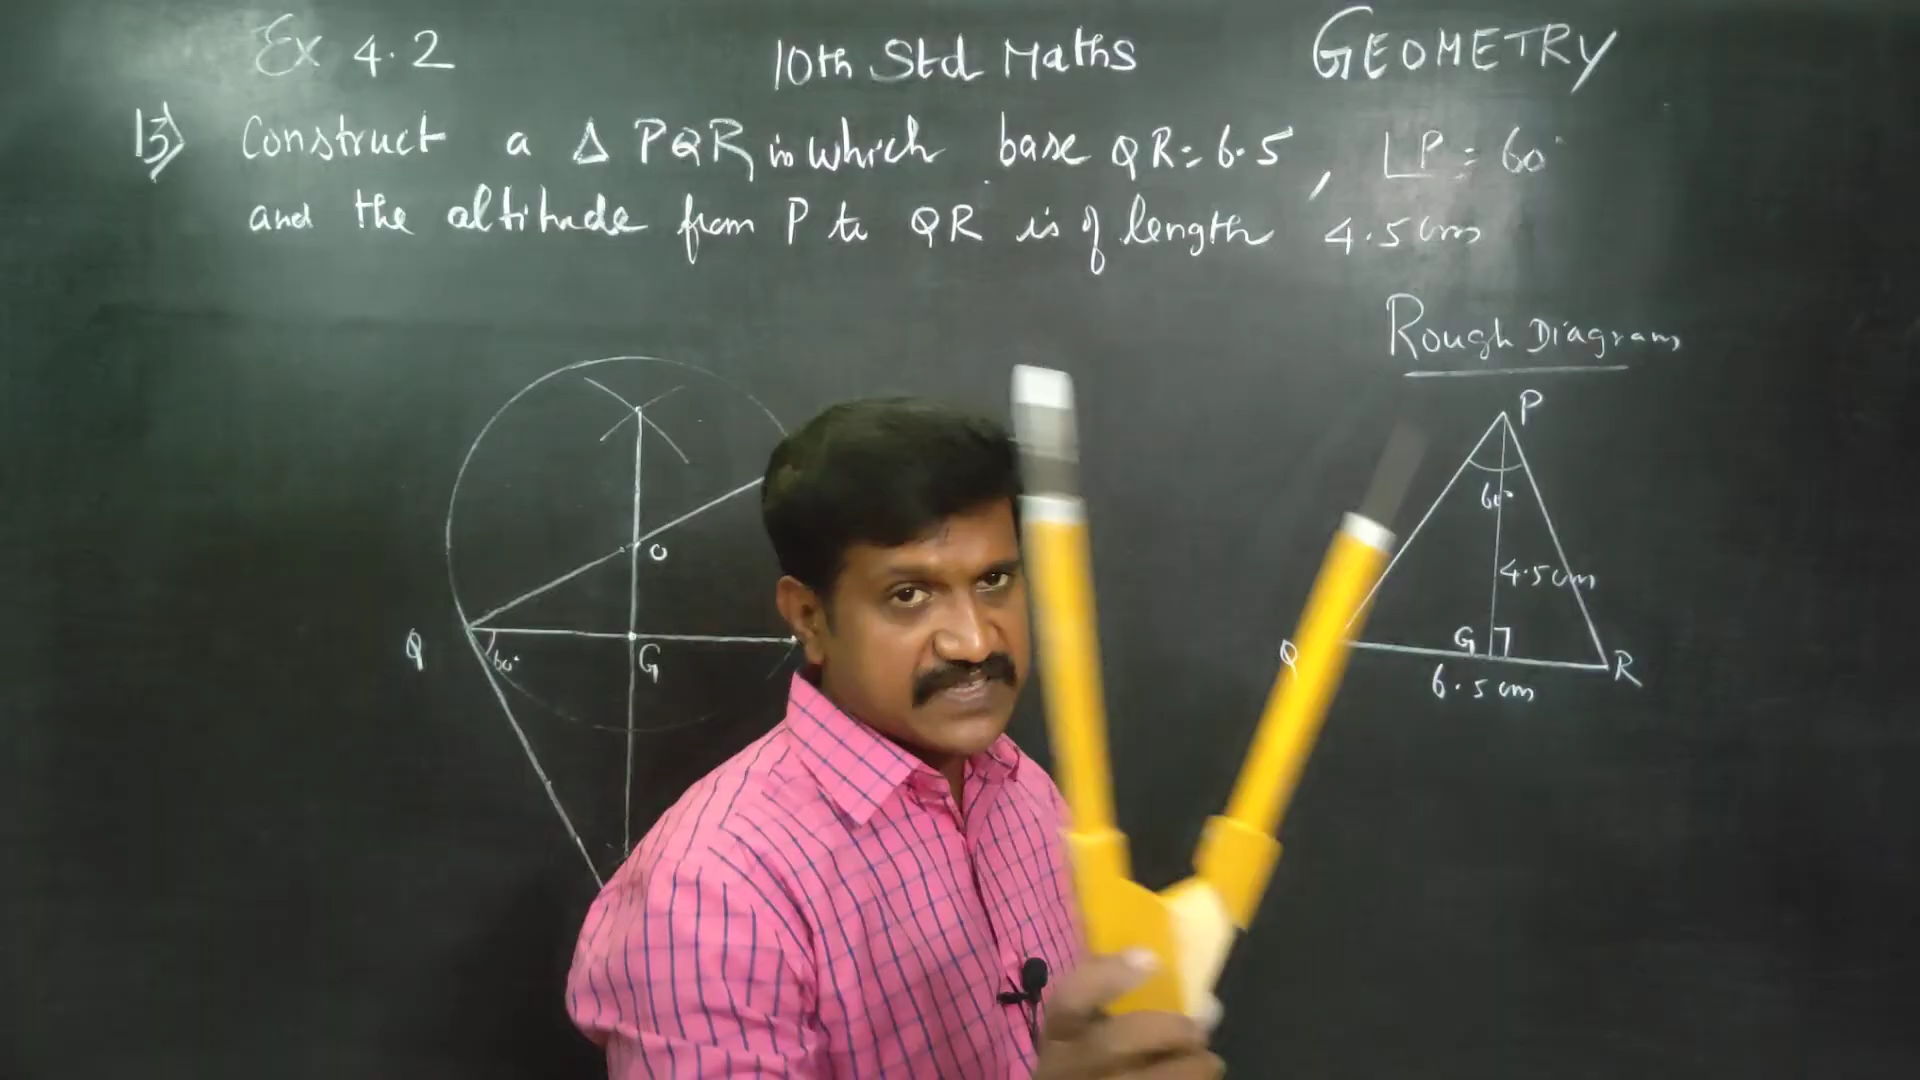 Ex 4.2
10th Std Maths
GEOMETRY
13) Construct a Δ PQR in which base QR = 6.5, ∟P = 60°
and the altitude from P to QR is of length 4.5 cm
Rough Diagram
P
60°
4.5 cm
Q
G
R
6.5 cm
O
Q
60°
G